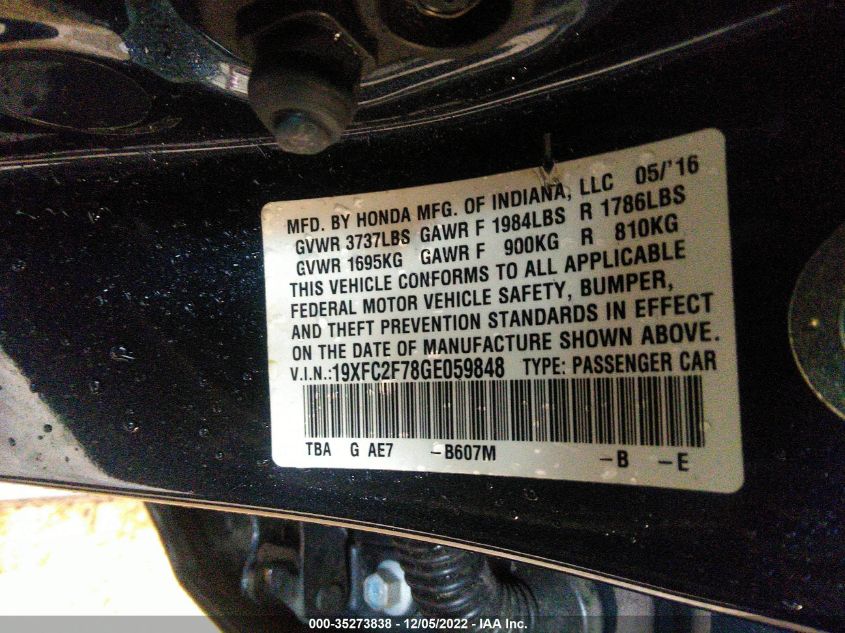 MFD. BY HONDA MFG. OF INDIANA, LLC 05/'16
GVWR 3737LBS GAWR F 1984LBS R 1786LBS
GVWR 1695KG GAWR F 900KG R 810KG
THIS VEHICLE CONFORMS TO ALL APPLICABLE
FEDERAL MOTOR VEHICLE SAFETY, BUMPER,
AND THEFT PREVENTION STANDARDS IN EFFECT
ON THE DATE OF MANUFACTURE SHOWN ABOVE.
V.I.N.:19XFC2F78GE059848 TYPE: PASSENGER CAR
TBA G AE7 –B607M –B –E
000-35273838 - 12/05/2022 - IAA Inc.